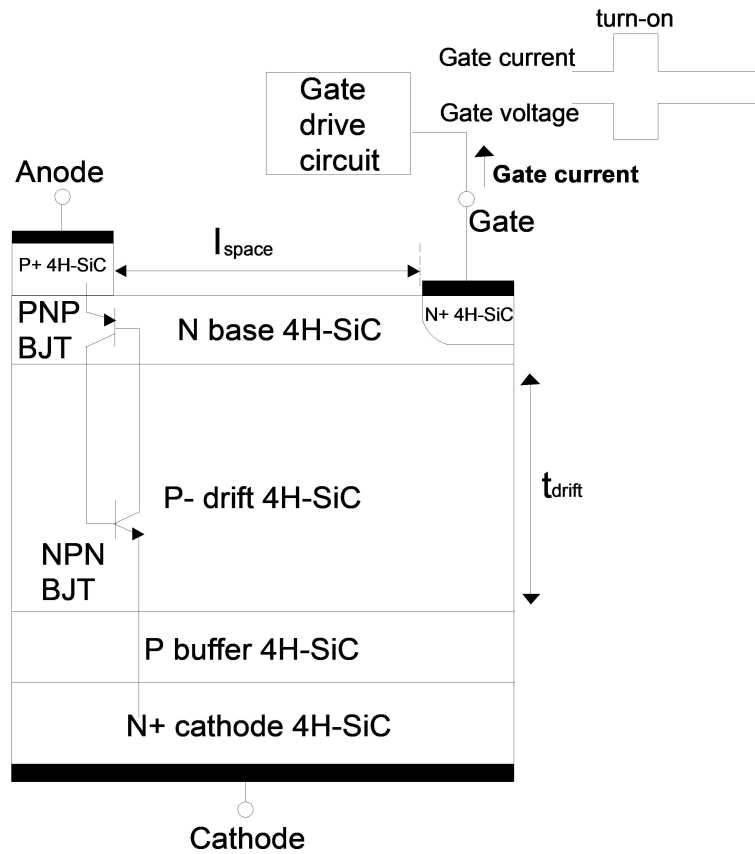 turn-on
Gate current
Gate voltage
Gate
drive
circuit
Gate current
Anode
Gate
lspace
P+ 4H-SiC
N+ 4H-SiC
PNP
BJT
N base 4H-SiC
tdrift
P- drift 4H-SiC
NPN
BJT
P buffer 4H-SiC
N+ cathode 4H-SiC
Cathode